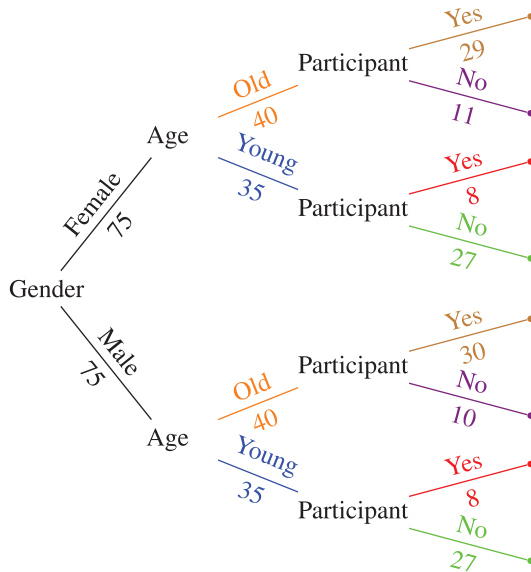 Yes
29
Participant
No
11
Old
40
Age
Young
35
Yes
8
Participant
No
27
Female
75
Gender
Male
75
Yes
30
Participant
No
10
Old
40
Age
Young
35
Yes
8
Participant
No
27